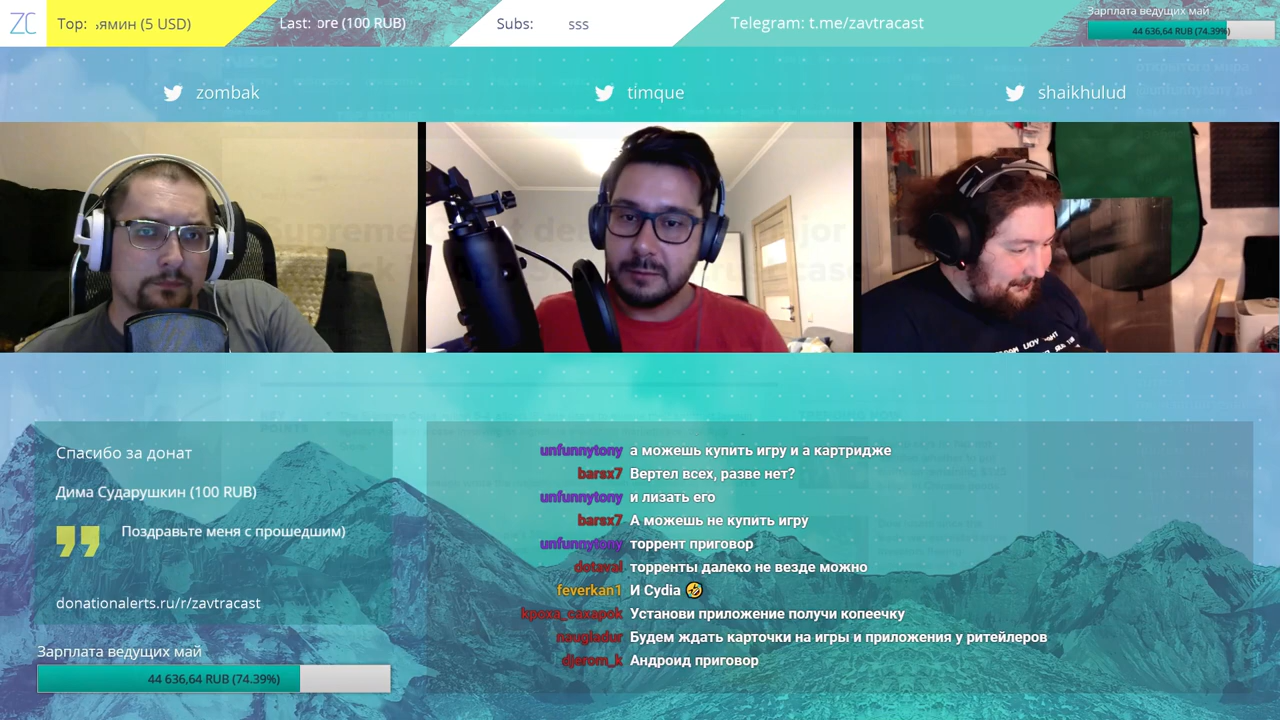 ZC
Top: ямин (5 USD)
Last: ore (100 RUB)
Subs: sss
Telegram: t.me/zavtracast
Зарплата ведущих май
44 636,64 RUB (74.39%)
zombak
timque
shaikhulud
Спасибо за донат
Дима Сударушкин (100 RUB)
Поздравьте меня с прошедшим)
donationalerts.ru/r/zavtracast
Зарплата ведущих май
44 636,64 RUB (74.39%)
unfunnytony а можешь купить игру и а картридже
barsx7 Вертел всех, разве нет?
unfunnytony и лизать его
barsx7 А можешь не купить игру
unfunnytony торрент приговор
dotaval торренты далеко не везде можно
feverkan1 И Cydia 🤣
kpoxa_caxapok Установи приложение получи копеечку
naugladur Будем ждать карточки на игры и приложения у ритейлеров
djerom_k Андроид приговор